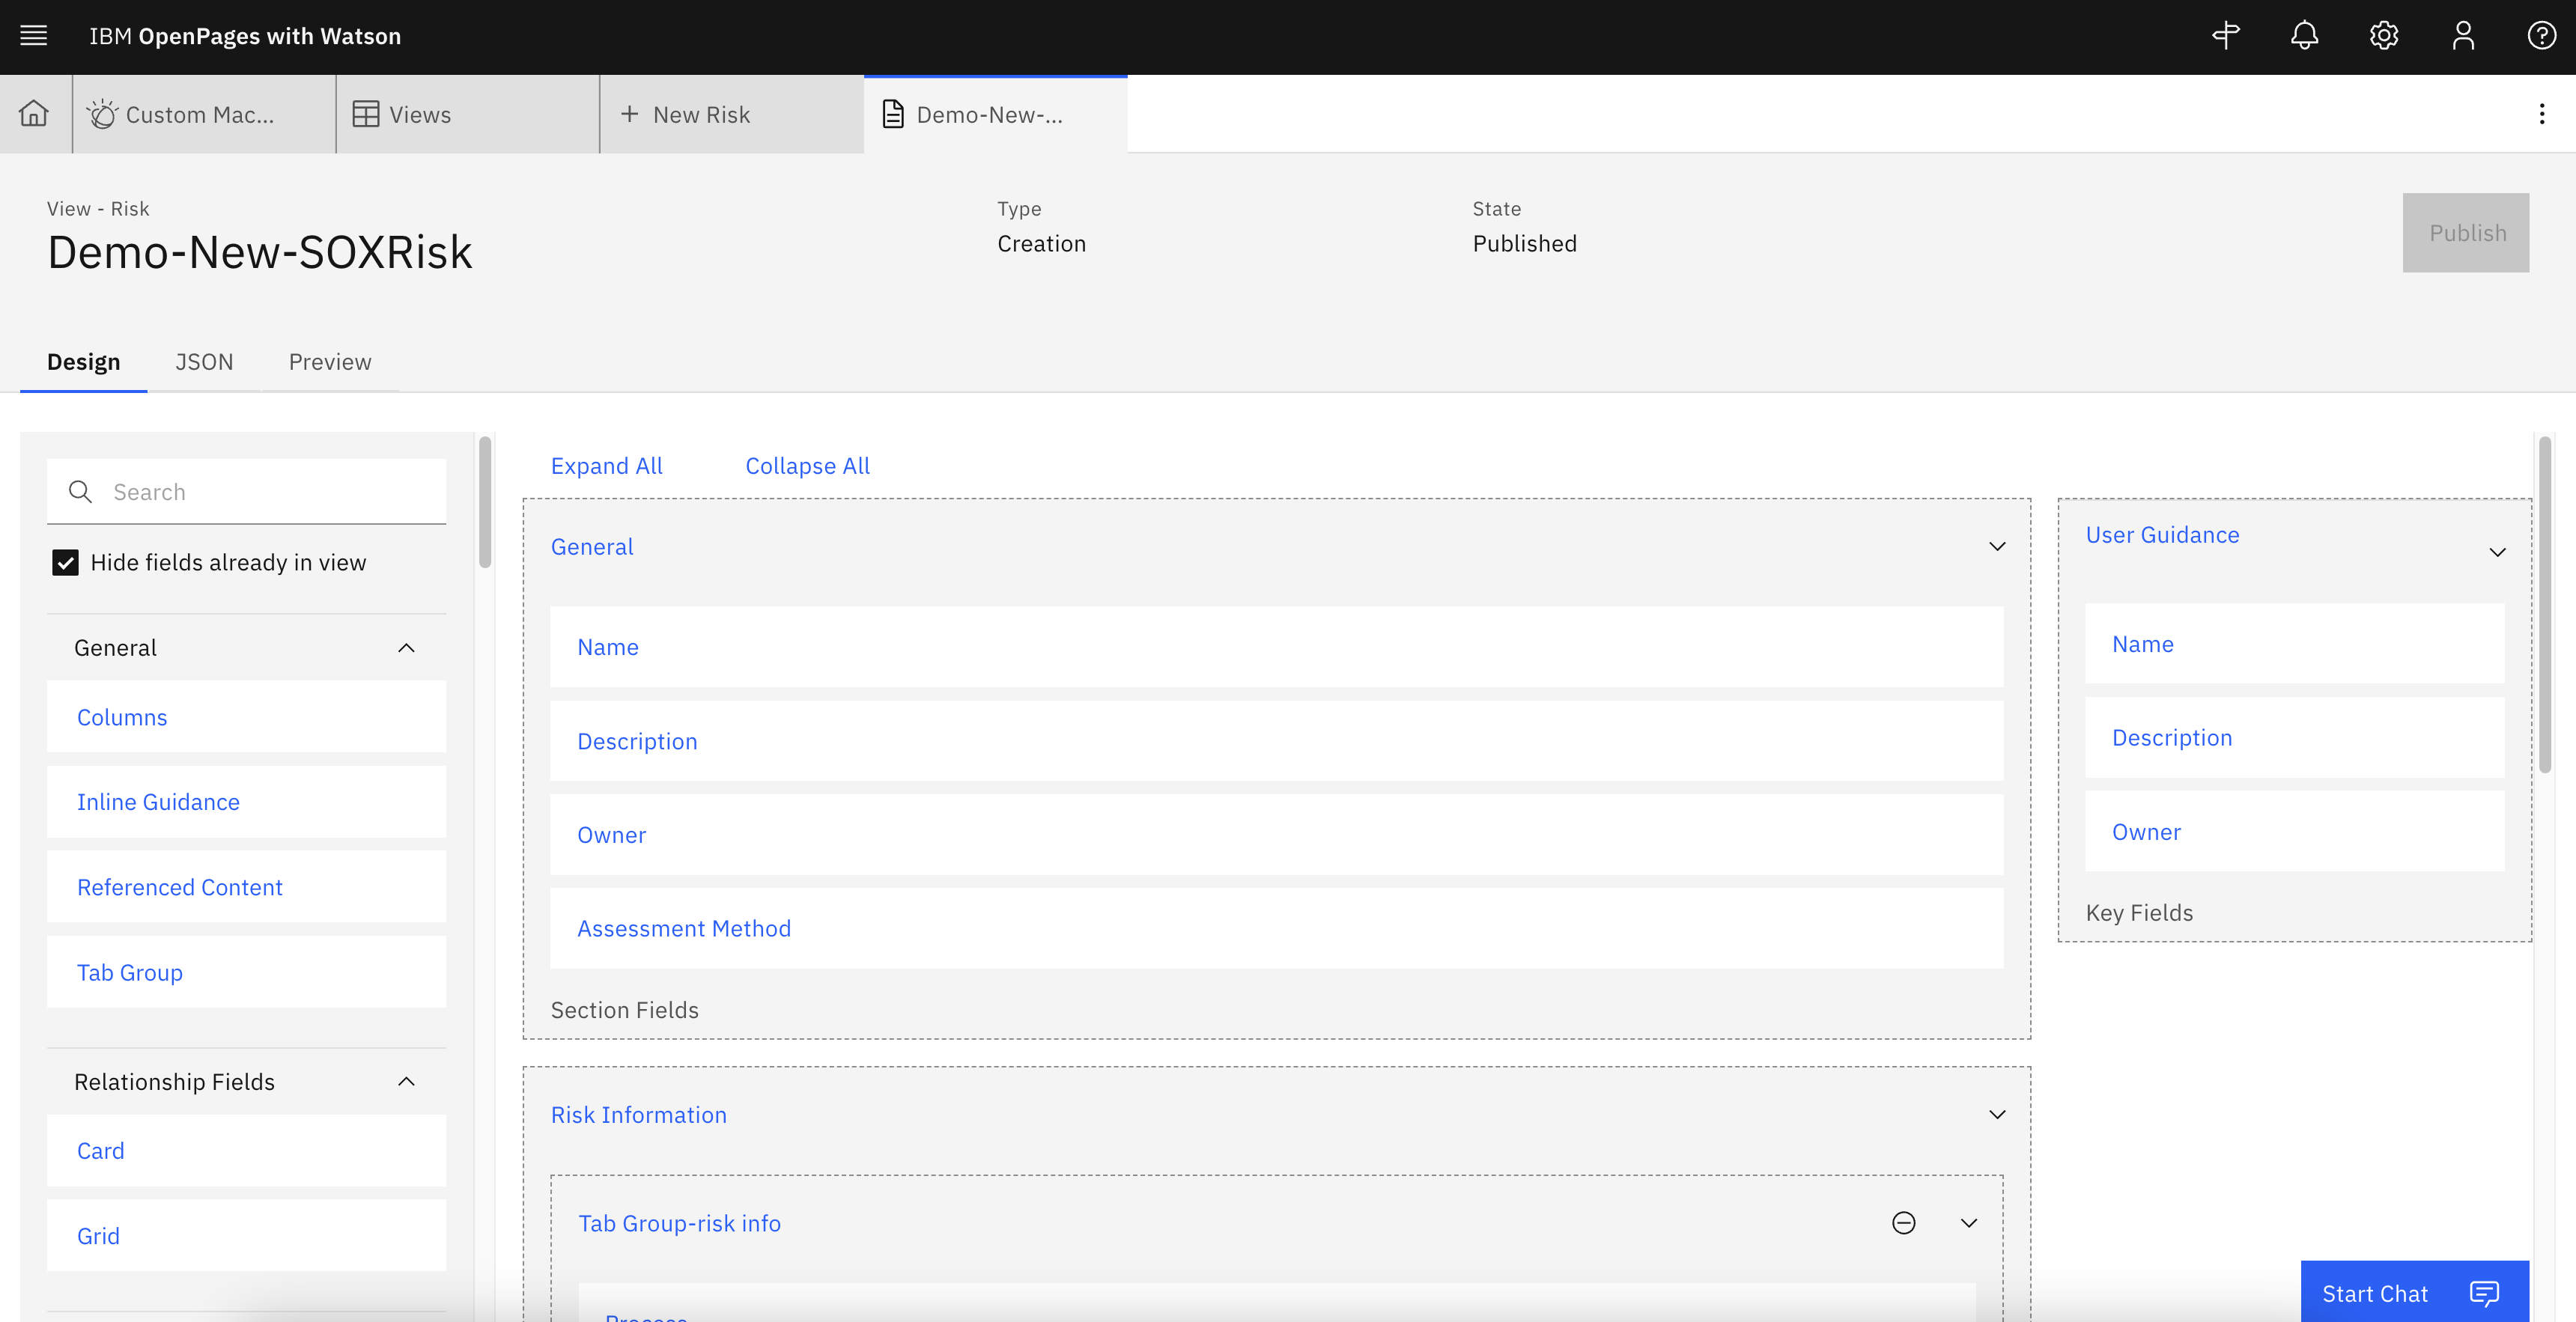 IBM OpenPages with Watson
Custom Mac...
Views
New Risk
Demo-New-...
View - Risk
Demo-New-SOXRisk
Type
Creation
State
Published
Publish
Design
JSON
Preview
Search
Hide fields already in view
General
Columns
Inline Guidance
Referenced Content
Tab Group
Relationship Fields
Card
Grid
Expand All
Collapse All
General
Name
Description
Owner
Assessment Method
Section Fields
Risk Information
Tab Group-risk info
Process
User Guidance
Name
Description
Owner
Key Fields
Start Chat